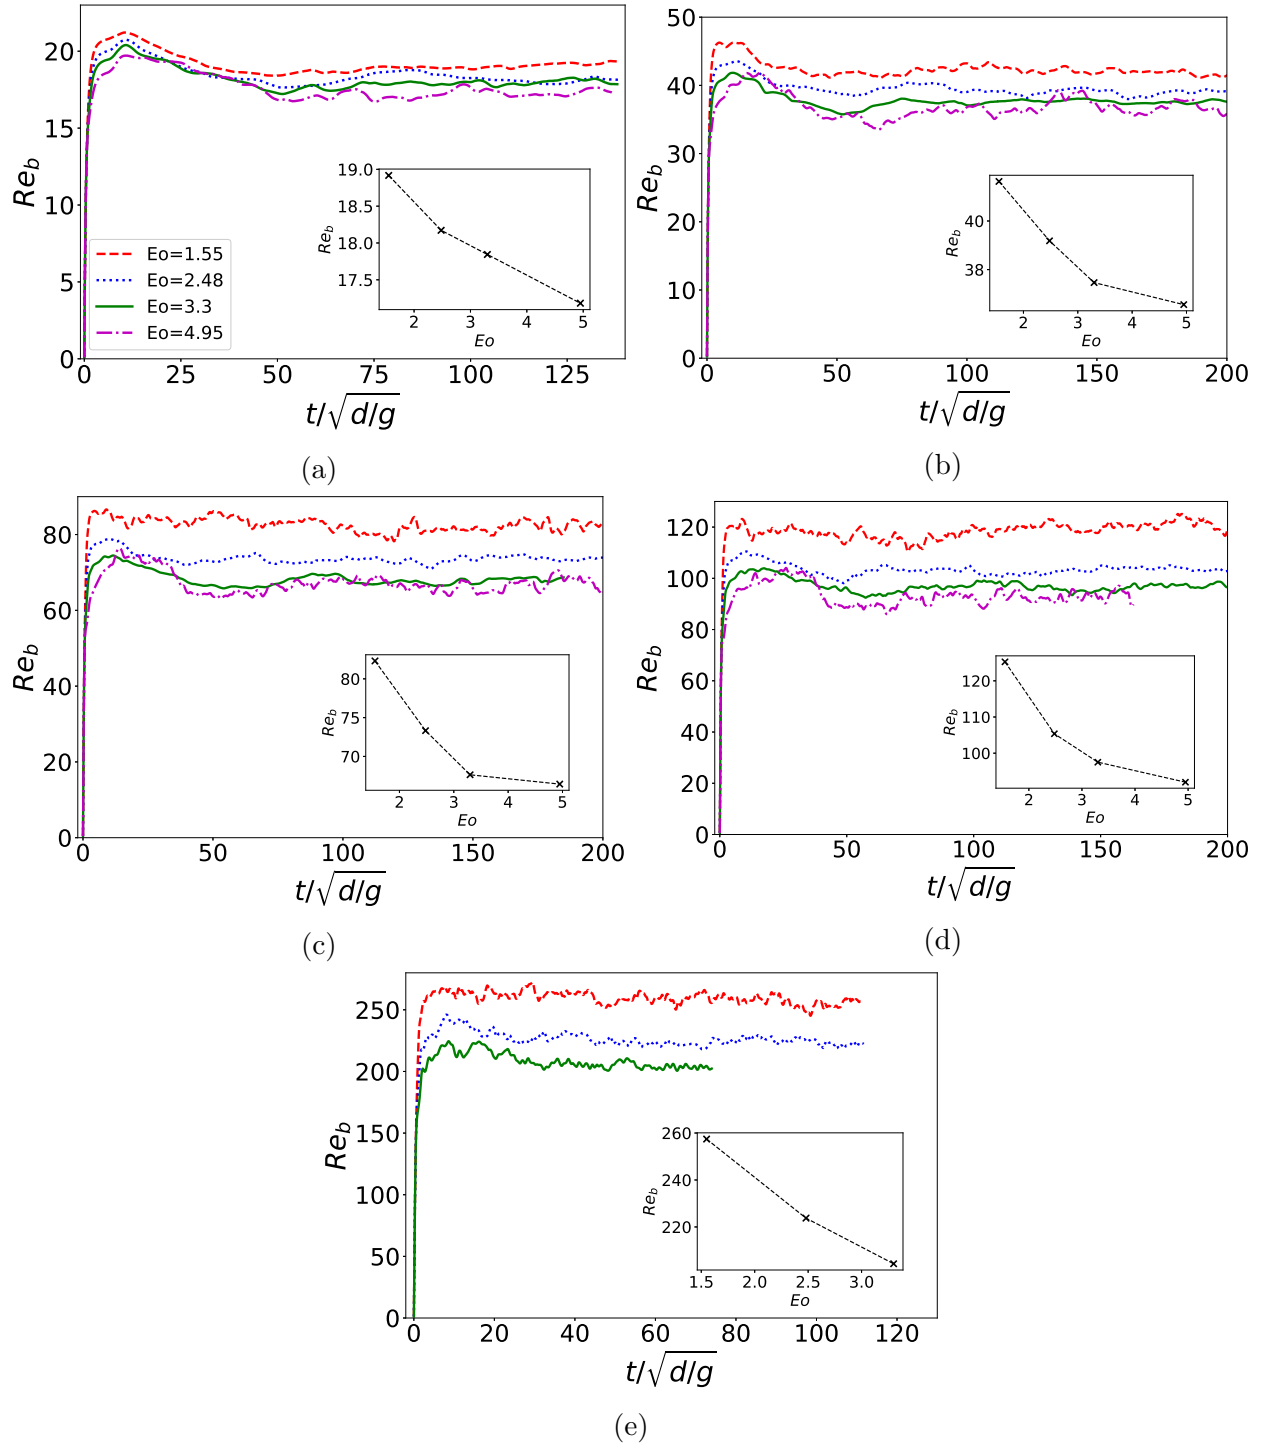 20
15
10
5
0
Re_b
19.0
18.5
18.0
17.5
Re_b
2 3 4 5
Eo
Eo=1.55
Eo=2.48
Eo=3.3
Eo=4.95
0 25 50 75 100 125
t/√d/g
(a)
50
40
30
20
10
0
Re_b
40
38
Re_b
2 3 4 5
Eo
0 50 100 150 200
t/√d/g
(b)
80
60
40
20
0
Re_b
80
75
70
Re_b
2 3 4 5
Eo
0 50 100 150 200
t/√d/g
(c)
120
100
80
60
40
20
0
Re_b
120
110
100
Re_b
2 3 4 5
Eo
0 50 100 150 200
t/√d/g
(d)
250
200
150
100
50
0
Re_b
260
240
220
Re_b
1.5 2.0 2.5 3.0
Eo
0 20 40 60 80 100 120
t/√d/g
(e)